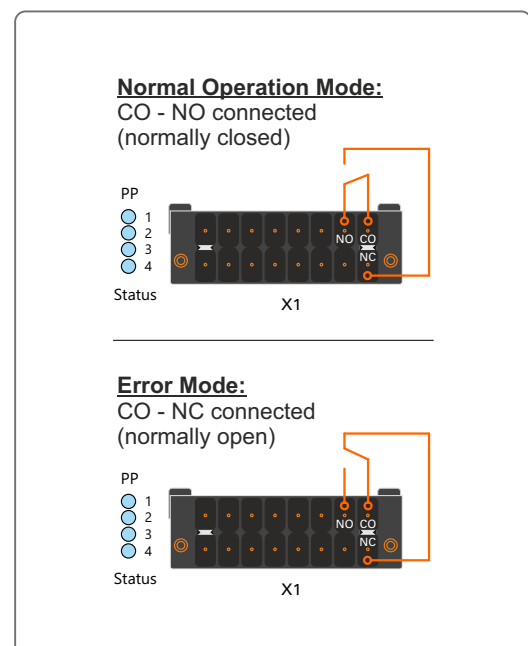 Normal Operation Mode:
CO - NO connected
(normally closed)
PP
1
2
3
4
Status
NO CO
NC
X1
Error Mode:
CO - NC connected
(normally open)
PP
1
2
3
4
Status
NO CO
NC
X1